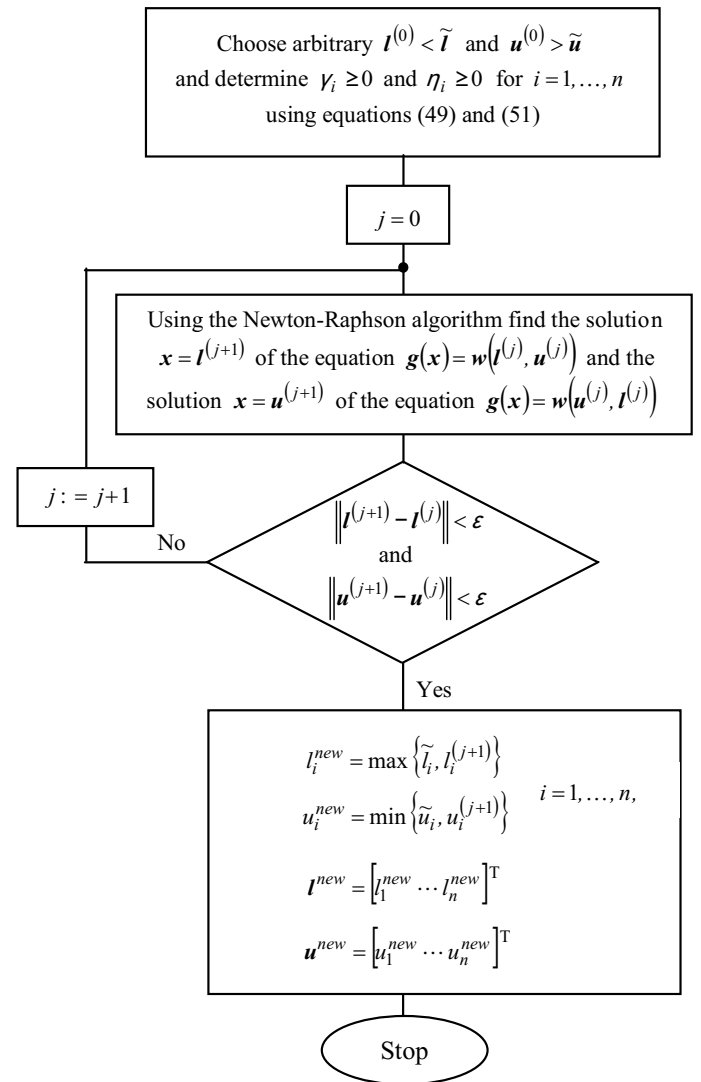 Choose arbitrary l^(0) < l̃ and u^(0) > ũ
and determine γ_i ≥0 and η_i ≥0 for i=1,…,n
using equations (49) and (51)
j = 0
Using the Newton-Raphson algorithm find the solution
x = l^(j+1) of the equation g(x) = w(l^(j), u^(j)) and the
solution x = u^(j+1) of the equation g(x) = w(u^(j), l^(j))
j := j+1
‖l^(j+1) − l^(j)‖ < ε
No
and
‖u^(j+1) − u^(j)‖ < ε
Yes
l_i^new = max {l̃_i, l_i^(j+1)}
i = 1,…,n,
u_i^new = min {ũ_i, u_i^(j+1)}
l^new = [l_1^new ⋯ l_n^new]^T
u^new = [u_1^new ⋯ u_n^new]^T
Stop